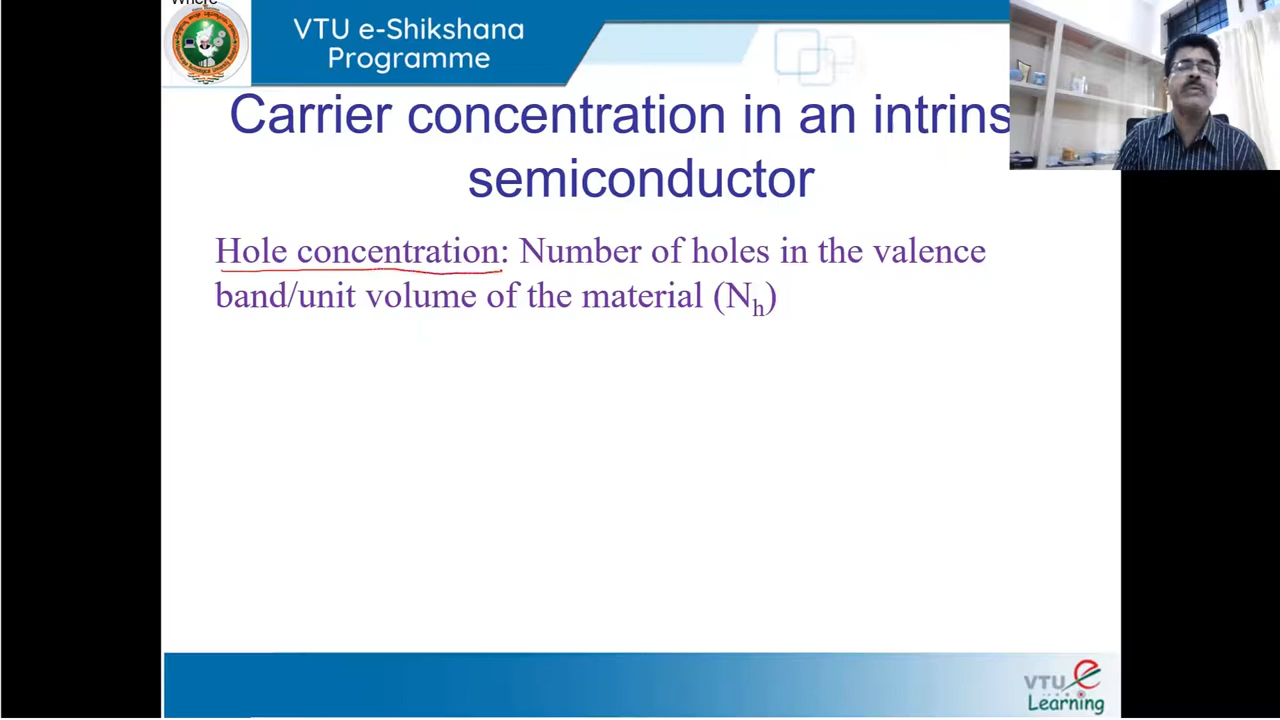 Where
VTU e-Shikshana
Programme
Carrier concentration in an intrins
semiconductor
Hole concentration: Number of holes in the valence
band/unit volume of the material (Nh)
VTU e
Learning